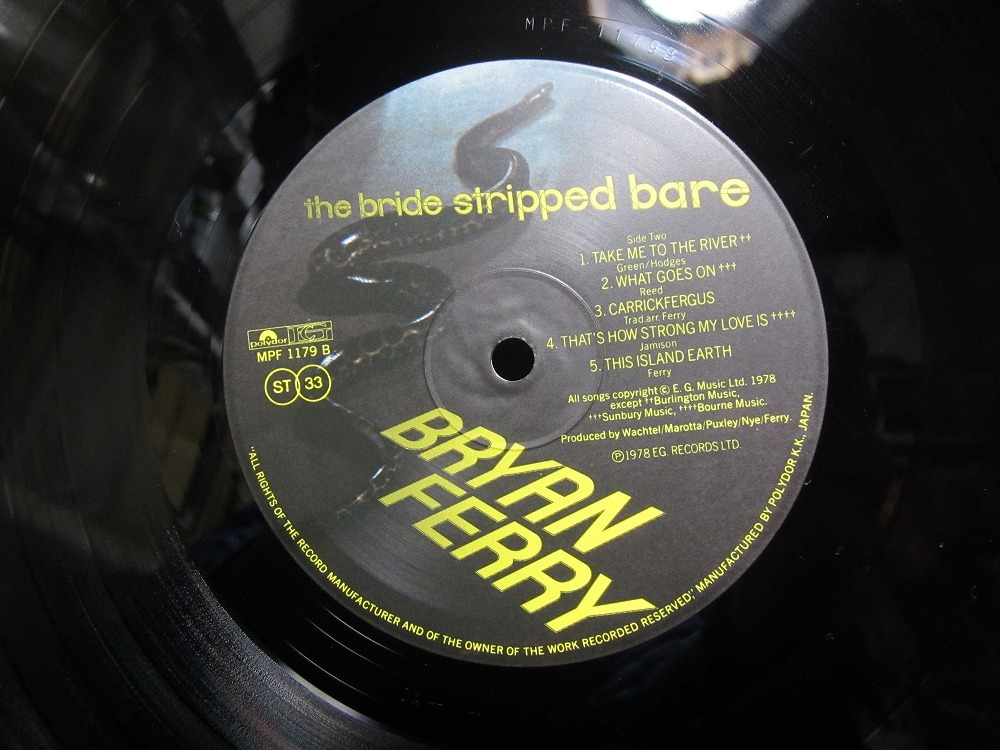 MPF-1179B
the bride stripped bare
Side Two
1. TAKE ME TO THE RIVER ††
Green/Hodges
2. WHAT GOES ON †††
Reed
3. CARRICKFERGUS
Trad. arr. Ferry
4. THAT'S HOW STRONG MY LOVE IS ††††
Jamison
5. THIS ISLAND EARTH
Ferry
All songs copyright © E. G. Music Ltd. 1978
except ††Burlington Music,
†††Sunbury Music, ††††Bourne Music.
Produced by Wachtel/Marotta/Puxley/Nye/Ferry.
℗1978 EG. RECORDS LTD
Polydor EG
MPF 1179 B
ST 33
BRYAN
FERRY
"ALL RIGHTS OF THE RECORD MANUFACTURER AND OF THE OWNER OF THE WORK RECORDED RESERVED," MANUFACTURED BY POLYDOR K.K., JAPAN.